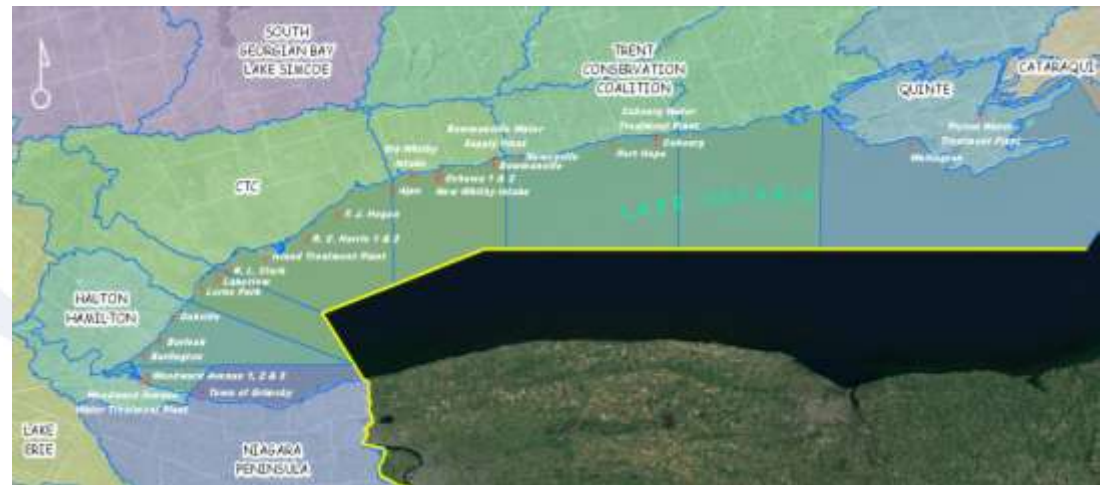 SOUTH
GEORGIAN BAY
LAKE SIMCOE
TRENT
CONSERVATION
COALITION
CATARAQUI
QUINTE
Cobourg Water
Treatment Plant
Cobourg
Port Hope
Bowmanville Water
Supply Plant
Newcastle
Bowmanville
Old Whitby
Intake
Oshawa 1 & 2
Ajax
New Whitby Intake
Treatment Plant
Wellington
CTC
LAKE ONTARIO
F. J. Horgan
R. C. Harris 1 & 2
Island Treatment Plant
R. L. Clark
Lakeview
Lorne Park
HALTON
HAMILTON
Oakville
Burloak
Burlington
Woodward Avenue 1, 2 & 3
Woodward Avenue
Water Treatment Plant
Town of Grimsby
LAKE
ERIE
NIAGARA
PENINSULA